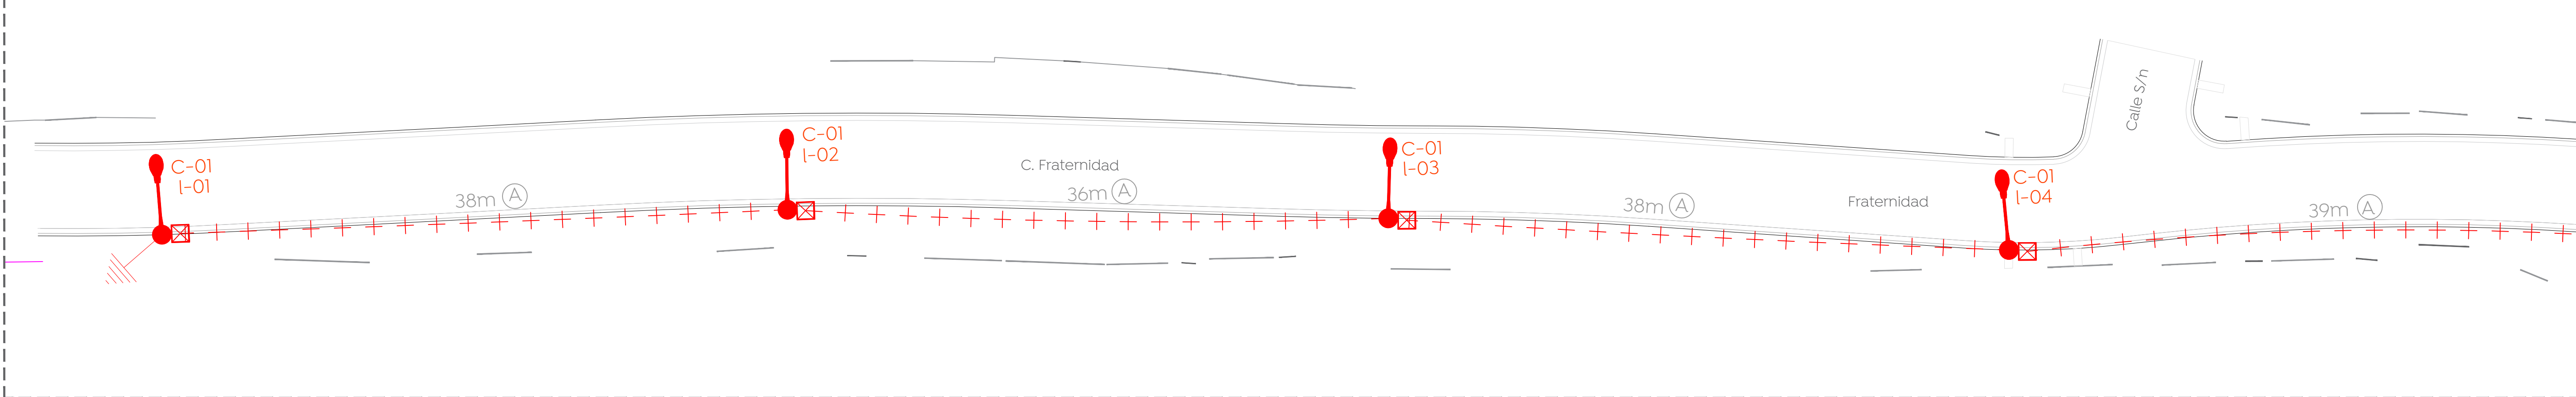 C-01
I-01
38m A
C-01
I-02
C. Fraternidad
36m A
C-01
I-03
38m A
Fraternidad
C-01
I-04
Calle S/n
39m A